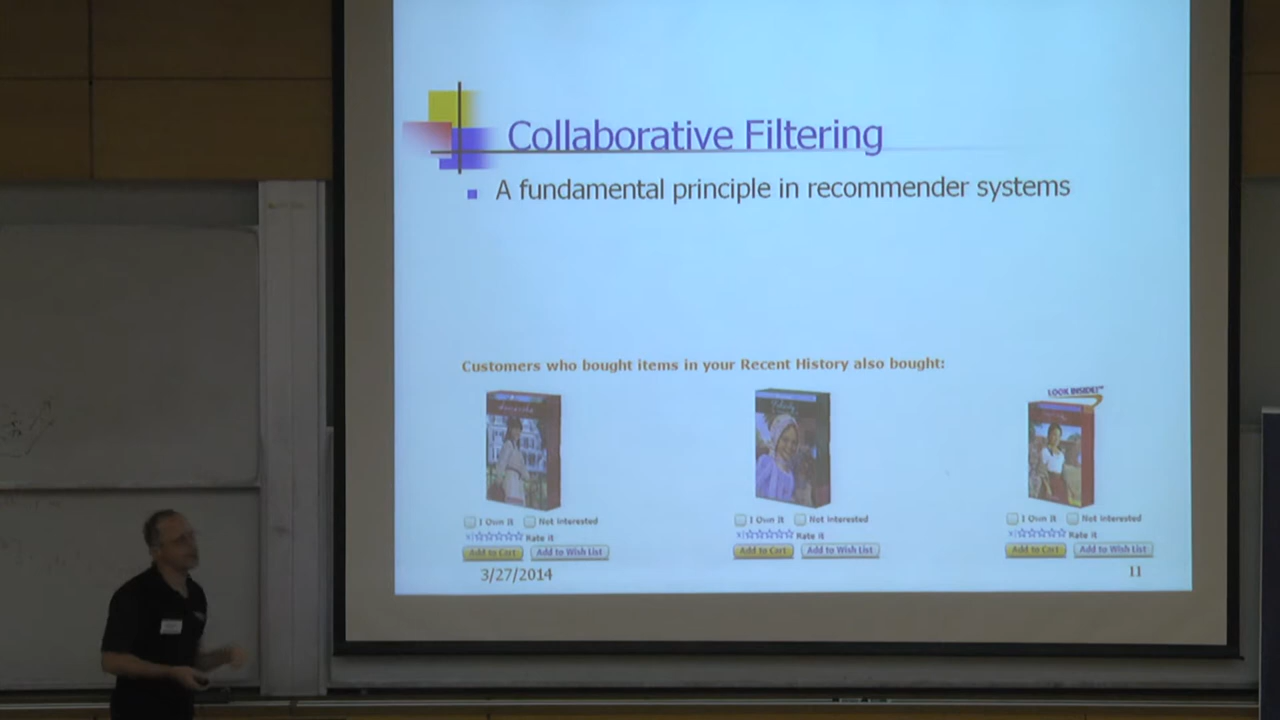 Collaborative Filtering
A fundamental principle in recommender systems
Customers who bought items in your Recent History also bought:
LOOK INSIDE!™
I Own it Not interested I Own it Not interested I Own it Not interested
x|☆☆☆☆☆ Rate it x|☆☆☆☆☆ Rate it x|☆☆☆☆☆ Rate it
Add to Cart Add to Wish List Add to Cart Add to Wish List Add to Cart Add to Wish List
3/27/2014 11